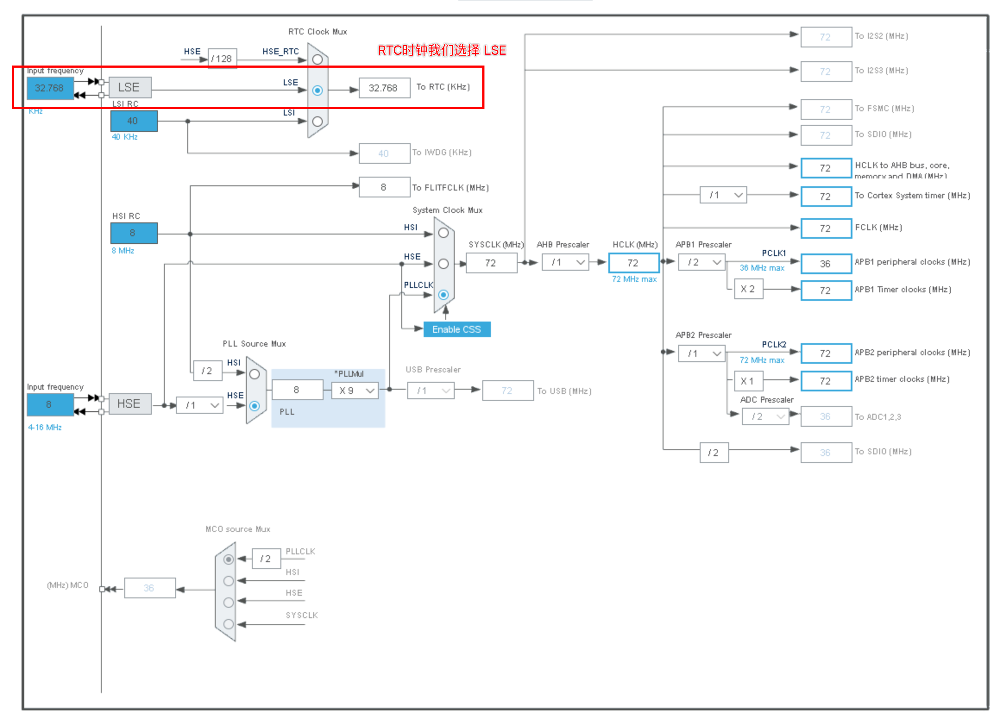 RTC Clock Mux
RTC时钟我们选择 LSE
HSE
/ 128
HSE_RTC
72
To I2S2 (MHz)
72
To I2S3 (MHz)
Input frequency
32.768
KHz
LSE
LSE
32.768
To RTC (KHz)
LSI RC
40
40 KHz
LSI
40
To IWDG (KHz)
8
To FLITFCLK (MHz)
72
To FSMC (MHz)
72
To SDIO (MHz)
72
HCLK to AHB bus, core,
memory and DMA (MHz)
/ 1
72
To Cortex System timer (MHz)
72
FCLK (MHz)
HSI RC
8
8 MHz
System Clock Mux
HSI
HSE
PLLCLK
Enable CSS
SYSCLK (MHz)
72
AHB Prescaler
/ 1
HCLK (MHz)
72
72 MHz max
APB1 Prescaler
/ 2
PCLK1
36 MHz max
36
APB1 peripheral clocks (MHz)
X 2
72
APB1 Timer clocks (MHz)
APB2 Prescaler
/ 1
PCLK2
72 MHz max
72
APB2 peripheral clocks (MHz)
X 1
72
APB2 timer clocks (MHz)
ADC Prescaler
/ 2
36
To ADC1,2,3
/ 2
36
To SDIO (MHz)
PLL Source Mux
/ 2
HSI
Input frequency
8
4-16 MHz
HSE
/ 1
HSE
8
*PLLMul
X 9
PLL
USB Prescaler
/ 1
72
To USB (MHz)
MCO source Mux
/ 2
PLLCLK
HSI
HSE
SYSCLK
(MHz) MCO
36